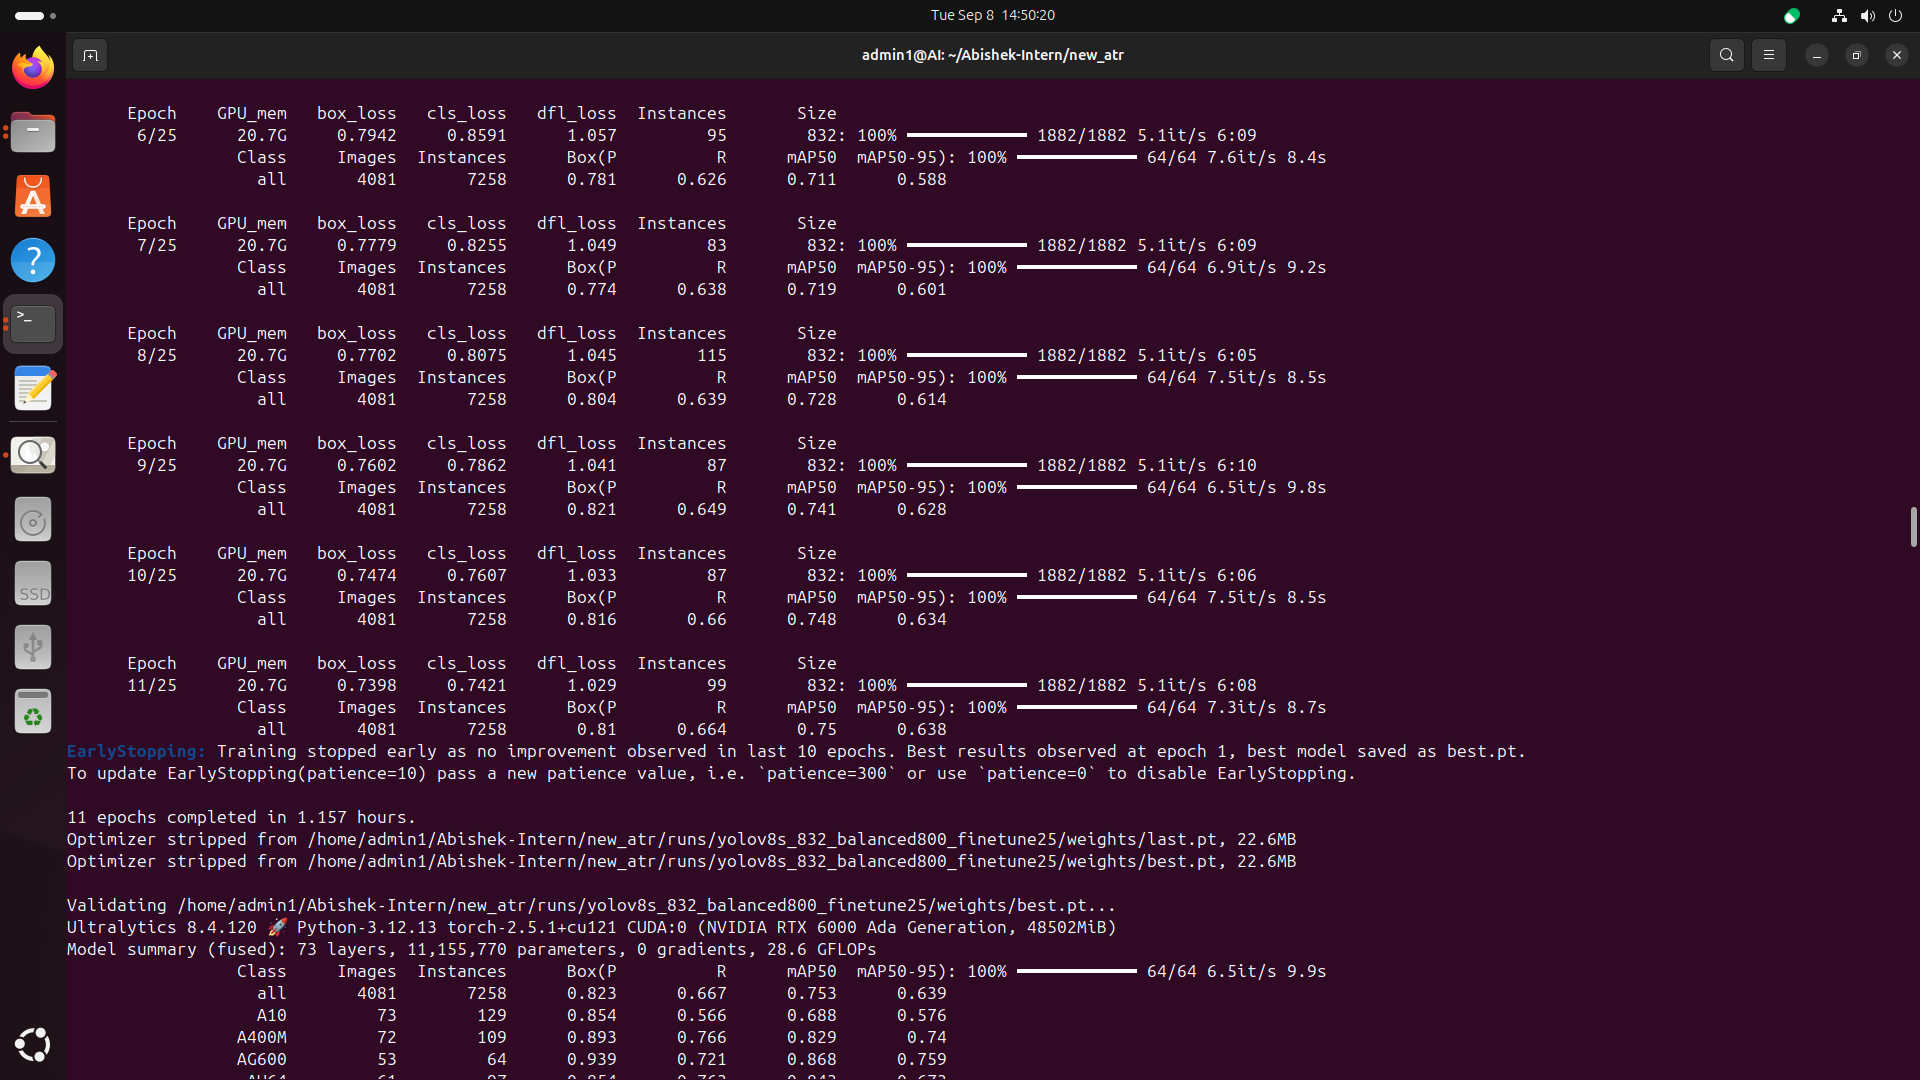 Tue Sep 8 14:50:20
admin1@AI: ~/Abishek-Intern/new_atr
Epoch GPU_mem box_loss cls_loss dfl_loss Instances Size
6/25 20.7G 0.7942 0.8591 1.057 95 832: 100% 1882/1882 5.1it/s 6:09
Class Images Instances Box(P R mAP50 mAP50-95): 100% 64/64 7.6it/s 8.4s
all 4081 7258 0.781 0.626 0.711 0.588
Epoch GPU_mem box_loss cls_loss dfl_loss Instances Size
7/25 20.7G 0.7779 0.8255 1.049 83 832: 100% 1882/1882 5.1it/s 6:09
Class Images Instances Box(P R mAP50 mAP50-95): 100% 64/64 6.9it/s 9.2s
all 4081 7258 0.774 0.638 0.719 0.601
Epoch GPU_mem box_loss cls_loss dfl_loss Instances Size
8/25 20.7G 0.7702 0.8075 1.045 115 832: 100% 1882/1882 5.1it/s 6:05
Class Images Instances Box(P R mAP50 mAP50-95): 100% 64/64 7.5it/s 8.5s
all 4081 7258 0.804 0.639 0.728 0.614
Epoch GPU_mem box_loss cls_loss dfl_loss Instances Size
9/25 20.7G 0.7602 0.7862 1.041 87 832: 100% 1882/1882 5.1it/s 6:10
Class Images Instances Box(P R mAP50 mAP50-95): 100% 64/64 6.5it/s 9.8s
all 4081 7258 0.821 0.649 0.741 0.628
Epoch GPU_mem box_loss cls_loss dfl_loss Instances Size
10/25 20.7G 0.7474 0.7607 1.033 87 832: 100% 1882/1882 5.1it/s 6:06
Class Images Instances Box(P R mAP50 mAP50-95): 100% 64/64 7.5it/s 8.5s
all 4081 7258 0.816 0.66 0.748 0.634
Epoch GPU_mem box_loss cls_loss dfl_loss Instances Size
11/25 20.7G 0.7398 0.7421 1.029 99 832: 100% 1882/1882 5.1it/s 6:08
Class Images Instances Box(P R mAP50 mAP50-95): 100% 64/64 7.3it/s 8.7s
all 4081 7258 0.81 0.664 0.75 0.638
EarlyStopping: Training stopped early as no improvement observed in last 10 epochs. Best results observed at epoch 1, best model saved as best.pt.
To update EarlyStopping(patience=10) pass a new patience value, i.e. `patience=300` or use `patience=0` to disable EarlyStopping.
11 epochs completed in 1.157 hours.
Optimizer stripped from /home/admin1/Abishek-Intern/new_atr/runs/yolov8s_832_balanced800_finetune25/weights/last.pt, 22.6MB
Optimizer stripped from /home/admin1/Abishek-Intern/new_atr/runs/yolov8s_832_balanced800_finetune25/weights/best.pt, 22.6MB
Validating /home/admin1/Abishek-Intern/new_atr/runs/yolov8s_832_balanced800_finetune25/weights/best.pt...
Ultralytics 8.4.120 🚀 Python-3.12.13 torch-2.5.1+cu121 CUDA:0 (NVIDIA RTX 6000 Ada Generation, 48502MiB)
Model summary (fused): 73 layers, 11,155,770 parameters, 0 gradients, 28.6 GFLOPs
Class Images Instances Box(P R mAP50 mAP50-95): 100% 64/64 6.5it/s 9.9s
all 4081 7258 0.823 0.667 0.753 0.639
A10 73 129 0.854 0.566 0.688 0.576
A400M 72 109 0.893 0.766 0.829 0.74
AG600 53 64 0.939 0.721 0.868 0.759
SSD